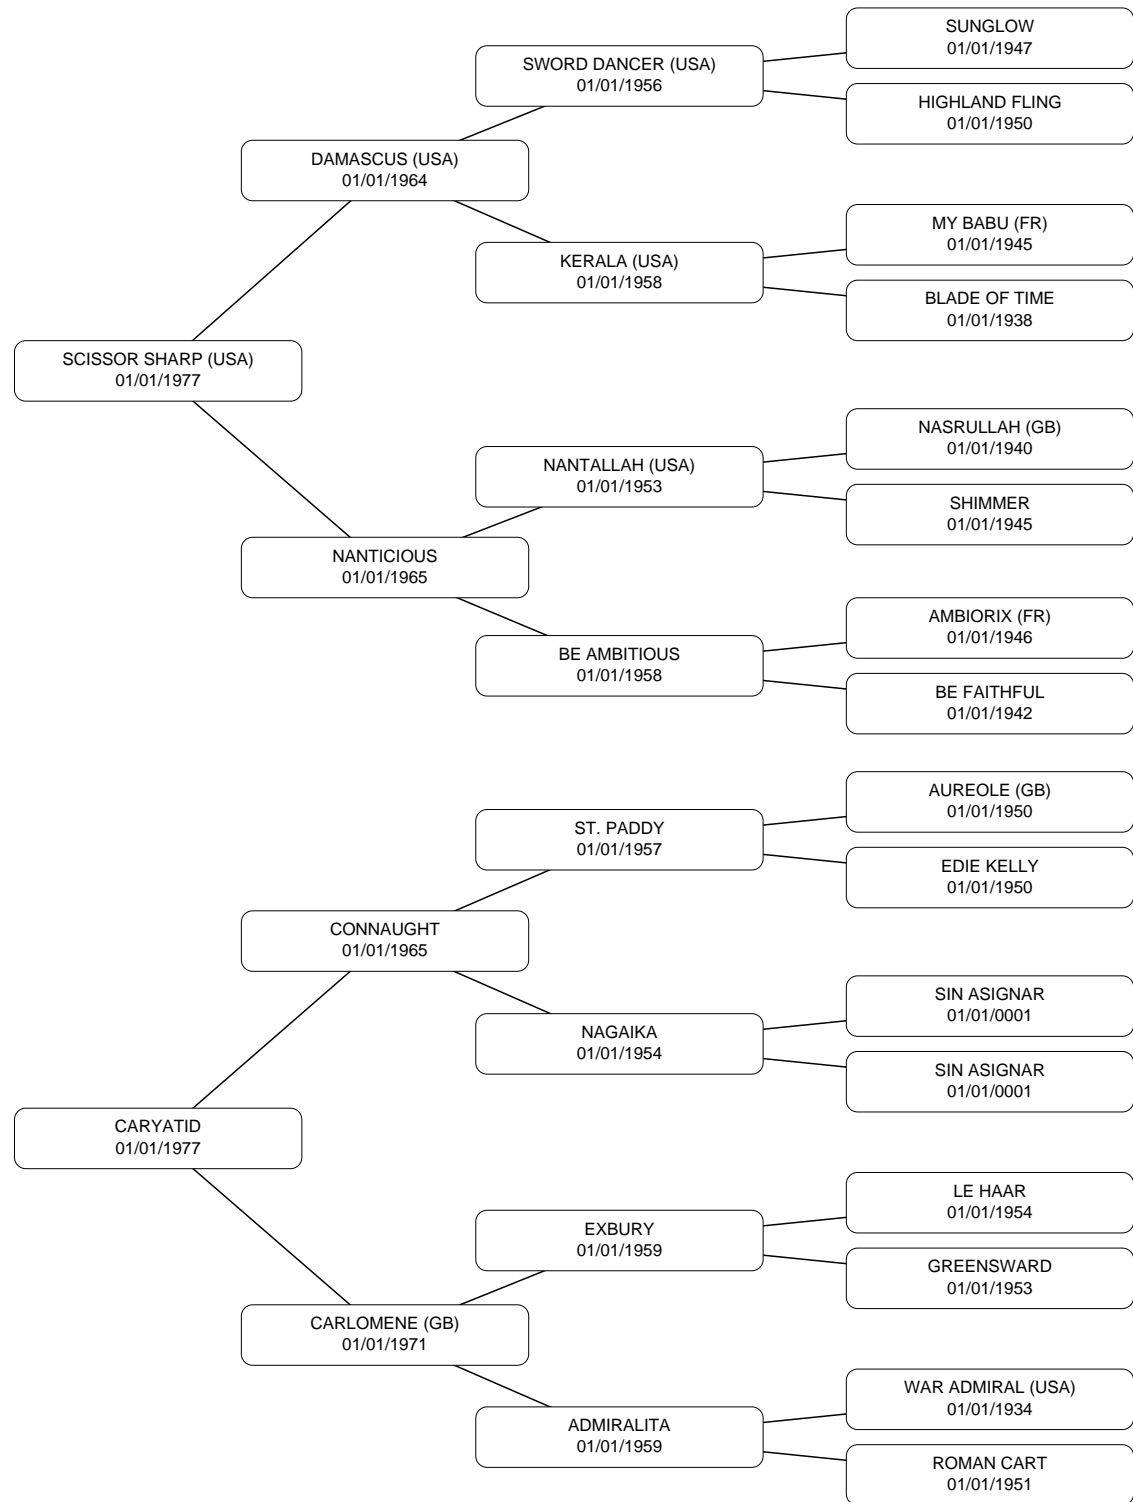 SUNGLOW
01/01/1947
SWORD DANCER (USA)
01/01/1956
HIGHLAND FLING
01/01/1950
DAMASCUS (USA)
01/01/1964
MY BABU (FR)
01/01/1945
KERALA (USA)
01/01/1958
BLADE OF TIME
01/01/1938
SCISSOR SHARP (USA)
01/01/1977
NASRULLAH (GB)
01/01/1940
NANTALLAH (USA)
01/01/1953
SHIMMER
01/01/1945
NANTICIOUS
01/01/1965
AMBIORIX (FR)
01/01/1946
BE AMBITIOUS
01/01/1958
BE FAITHFUL
01/01/1942
AUREOLE (GB)
01/01/1950
ST. PADDY
01/01/1957
EDIE KELLY
01/01/1950
CONNAUGHT
01/01/1965
SIN ASIGNAR
01/01/0001
NAGAIKA
01/01/1954
SIN ASIGNAR
01/01/0001
CARYATID
01/01/1977
LE HAAR
01/01/1954
EXBURY
01/01/1959
GREENSWARD
01/01/1953
CARLOMENE (GB)
01/01/1971
WAR ADMIRAL (USA)
01/01/1934
ADMIRALITA
01/01/1959
ROMAN CART
01/01/1951